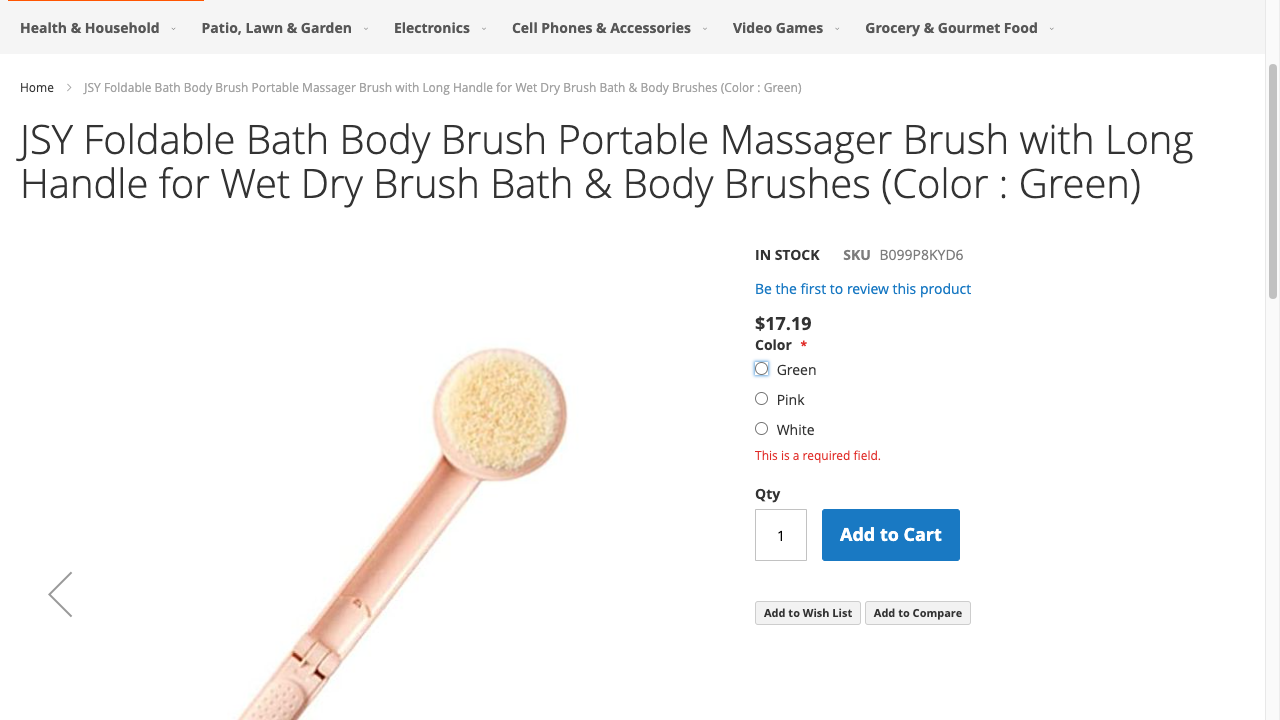 Health & Household Patio, Lawn & Garden Electronics Cell Phones & Accessories Video Games Grocery & Gourmet Food
Home JSY Foldable Bath Body Brush Portable Massager Brush with Long Handle for Wet Dry Brush Bath & Body Brushes (Color : Green)
JSY Foldable Bath Body Brush Portable Massager Brush with Long
Handle for Wet Dry Brush Bath & Body Brushes (Color : Green)
IN STOCK SKU B099P8KYD6
Be the first to review this product
$17.19
Color *
Green
Pink
White
This is a required field.
Qty
1 Add to Cart
Add to Wish List Add to Compare